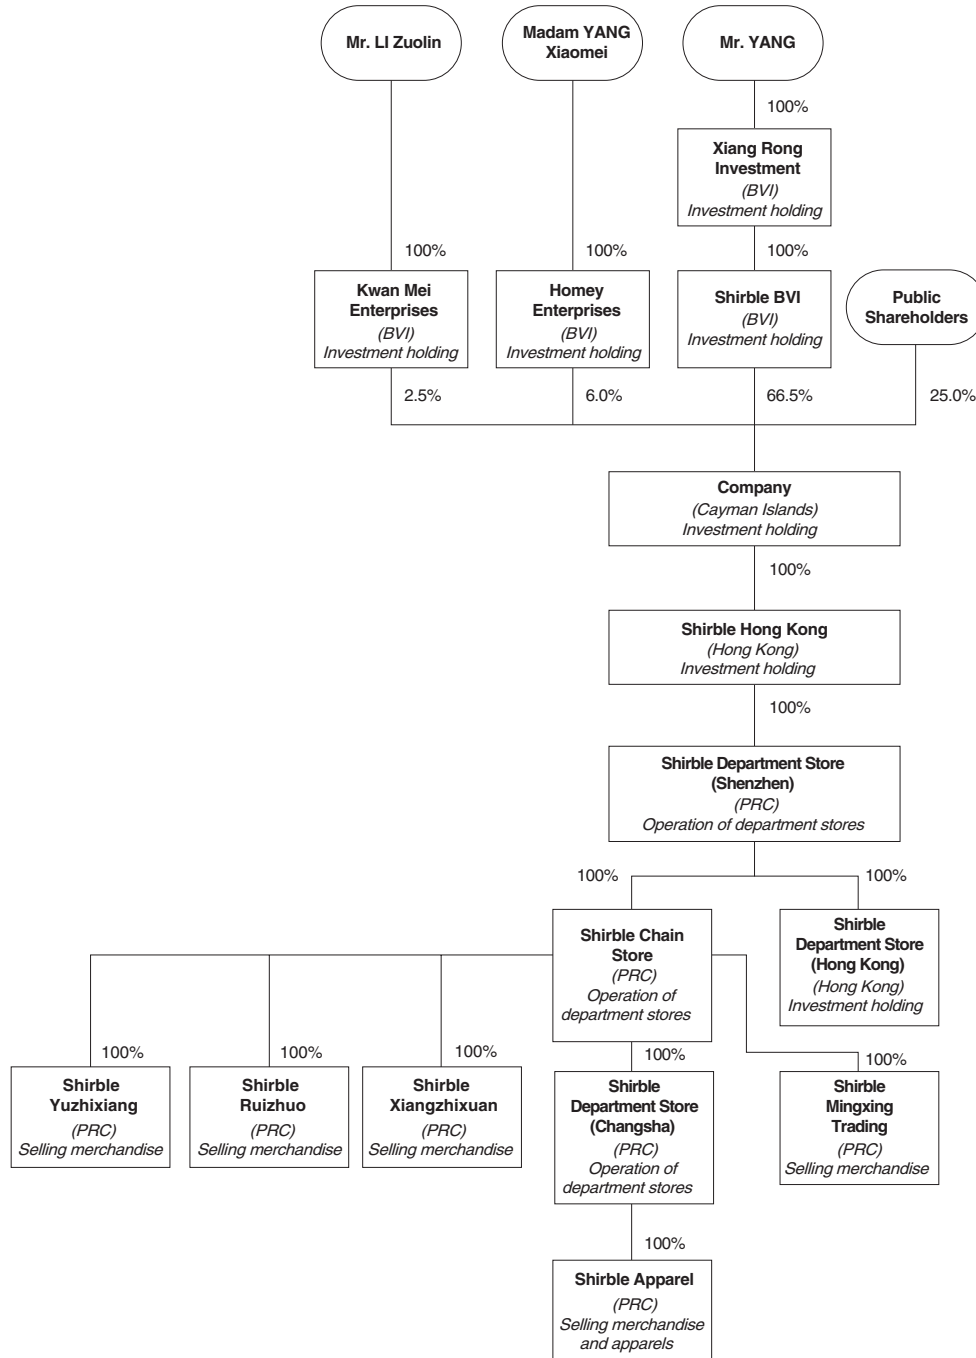 Mr. LI Zuolin
Madam YANG
Xiaomei
Mr. YANG
100%
Xiang Rong
Investment
(BVI)
Investment holding
100%
100%
100%
Kwan Mei
Enterprises
(BVI)
Investment holding
Homey
Enterprises
(BVI)
Investment holding
Shirble BVI
(BVI)
Investment holding
Public
Shareholders
2.5%
6.0%
66.5%
25.0%
Company
(Cayman Islands)
Investment holding
100%
Shirble Hong Kong
(Hong Kong)
Investment holding
100%
Shirble Department Store
(Shenzhen)
(PRC)
Operation of department stores
100%
100%
Shirble Chain
Store
(PRC)
Operation of
department stores
Shirble
Department Store
(Hong Kong)
(Hong Kong)
Investment holding
100%
100%
100%
100%
100%
Shirble
Yuzhixiang
(PRC)
Selling merchandise
Shirble
Ruizhuo
(PRC)
Selling merchandise
Shirble
Xiangzhixuan
(PRC)
Selling merchandise
Shirble
Department Store
(Changsha)
(PRC)
Operation of
department stores
Shirble
Mingxing
Trading
(PRC)
Selling merchandise
100%
Shirble Apparel
(PRC)
Selling merchandise
and apparels